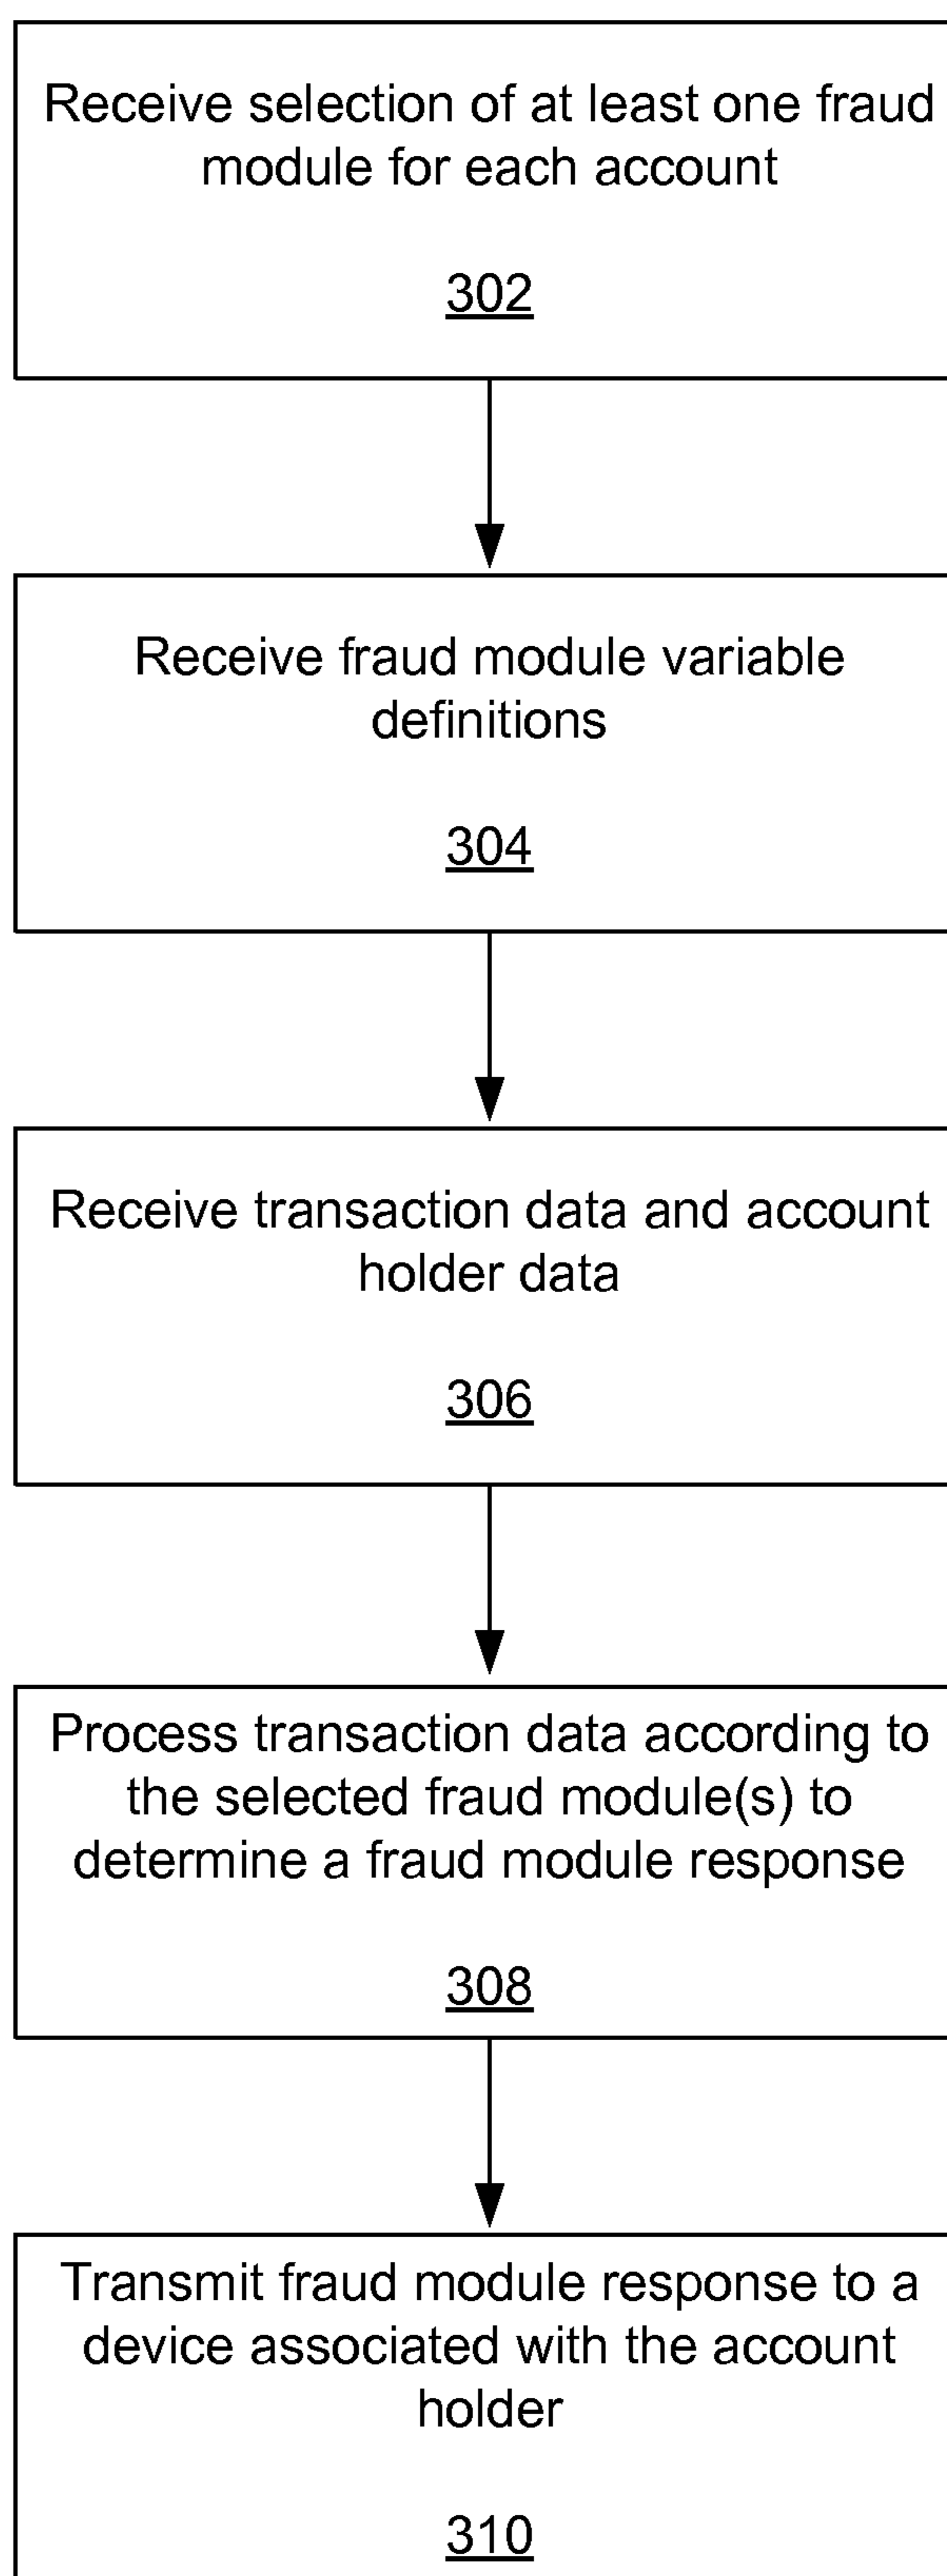 Receive selection of at least one fraud
module for each account
302
Receive fraud module variable
definitions
304
Receive transaction data and account
holder data
306
Process transaction data according to
the selected fraud module(s) to
determine a fraud module response
308
Transmit fraud module response to a
device associated with the account
holder
310